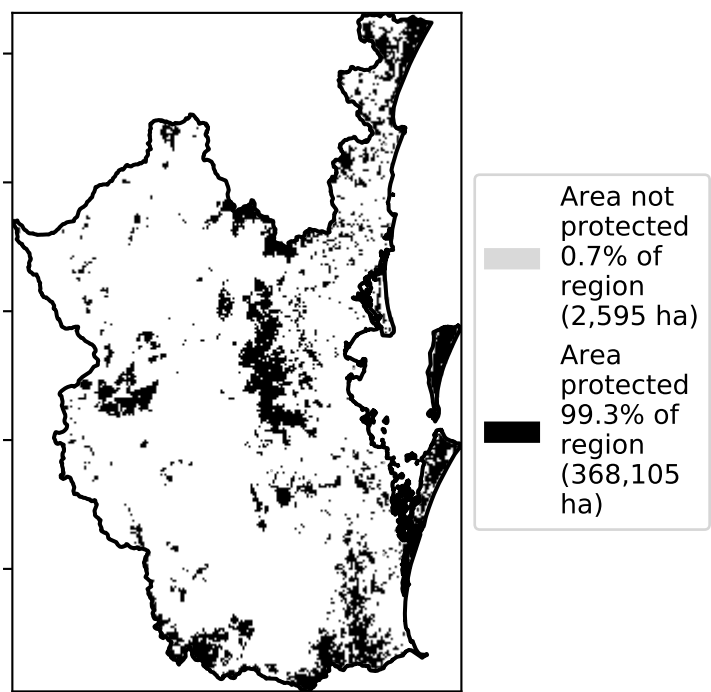 Area not
protected
0.7% of
region
(2,595 ha)
Area
protected
99.3% of
region
(368,105
ha)